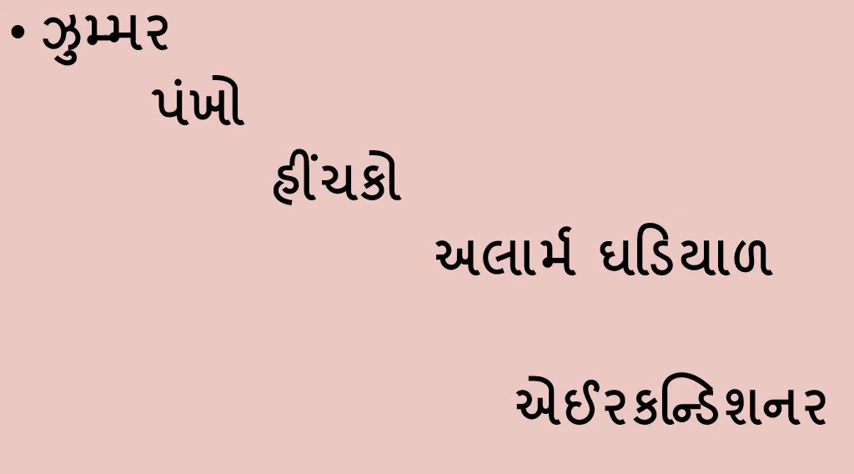 • ઝુમ્મર
પંખો
હીંચકો
અલાર્મ ઘડિયાળ
એઈરકન્ડિશનર